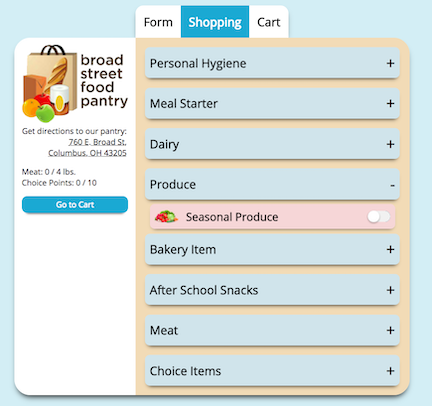 Form
Shopping
Cart
broad
street
food
pantry
Get directions to our pantry:
760 E. Broad St.
Columbus, OH 43205
Meat: 0 / 4 lbs.
Choice Points: 0 / 10
Go to Cart
Personal Hygiene +
Meal Starter +
Dairy +
Produce -
Seasonal Produce
Bakery Item +
After School Snacks +
Meat +
Choice Items +